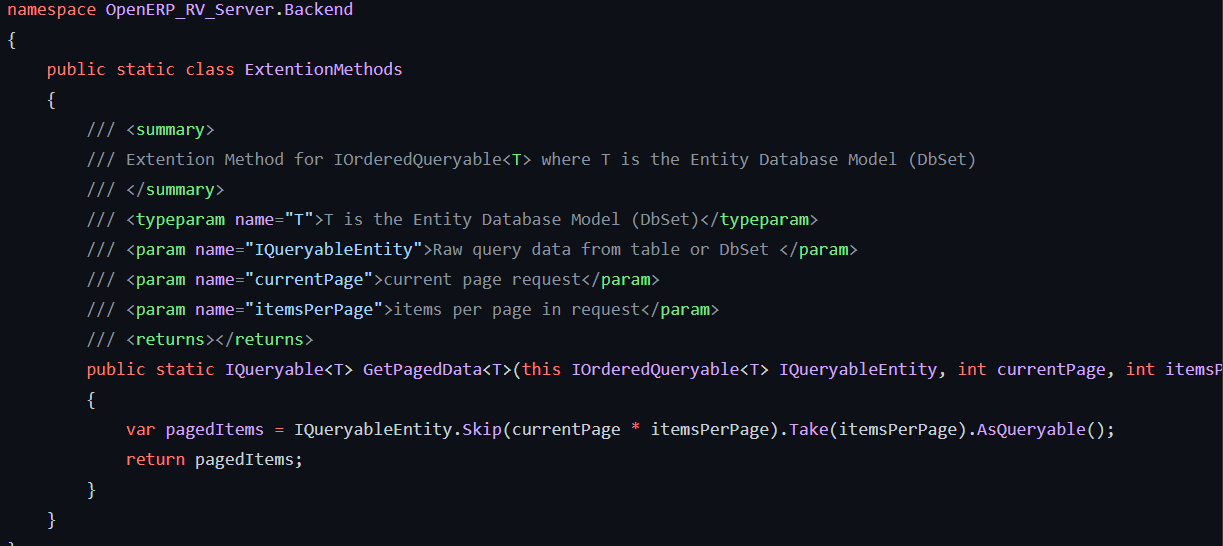 namespace OpenERP_RV_Server.Backend
{
    public static class ExtentionMethods
    {
        /// <summary>
        /// Extention Method for IOrderedQueryable<T> where T is the Entity Database Model (DbSet)
        /// </summary>
        /// <typeparam name="T">T is the Entity Database Model (DbSet)</typeparam>
        /// <param name="IQueryableEntity">Raw query data from table or DbSet </param>
        /// <param name="currentPage">current page request</param>
        /// <param name="itemsPerPage">items per page in request</param>
        /// <returns></returns>
        public static IQueryable<T> GetPagedData<T>(this IOrderedQueryable<T> IQueryableEntity, int currentPage, int itemsP
        {
            var pagedItems = IQueryableEntity.Skip(currentPage * itemsPerPage).Take(itemsPerPage).AsQueryable();
            return pagedItems;
        }
    }
}